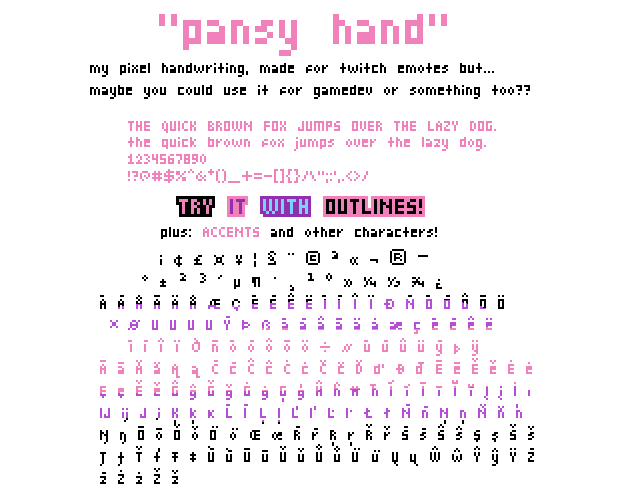 "pansy hand"
my pixel handwriting, made for twitch emotes but...
maybe you could use it for gamedev or something too??
THE QUICK BROWN FOX JUMPS OVER THE LAZY DOG.
the quick brown fox jumps over the lazy dog.
1234567890
!?@#$%^&*()_+=-[]{}/\"';:',.<>/
TRY IT WITH OUTLINES!
plus: ACCENTS and other characters!
¡ ¢ £ ¤ ¥ ¦ § ¨ © ª « ¬ ® ¯
° ± ² ³ ´ µ ¶ · ¸ ¹ º » ¼ ½ ¾ ¿
À Á Â Ã Ä Å Æ Ç È É Ê Ë Ì Í Î Ï Ð Ñ Ò Ó Ô Õ Ö
× Ø Ù Ú Û Ü Ý Þ ß à á â ã ä å æ ç è é ê ë
ì í î ï ð ñ ò ó ô õ ö ÷ ø ù ú û ü ý þ ÿ
Ā ā Ă ă Ą ą Ć ć Ĉ ĉ Ċ ċ Č č Ď ď Đ đ Ē ē Ĕ ĕ Ė ė
Ę ę Ě ě Ĝ ĝ Ğ ğ Ġ ġ Ģ ģ Ĥ ĥ Ħ ħ Ĩ ĩ Ī ī Ĭ ĭ Į į İ ı
Ĳ ĳ Ĵ ĵ Ķ ķ ĸ Ĺ ĺ Ļ ļ Ľ ľ Ŀ ŀ Ł ł Ń ń Ņ ņ Ň ň ŉ
Ŋ ŋ Ō ō Ŏ ŏ Ő ő Œ œ Ŕ ŕ Ŗ ŗ Ř ř Ś ś Ŝ ŝ Ş ş Š š
Ţ ţ Ť ť Ŧ ŧ Ũ ũ Ū ū Ŭ ŭ Ů ů Ű ű Ų ų Ŵ ŵ Ŷ ŷ Ÿ Ź
ź Ż ż Ž ž